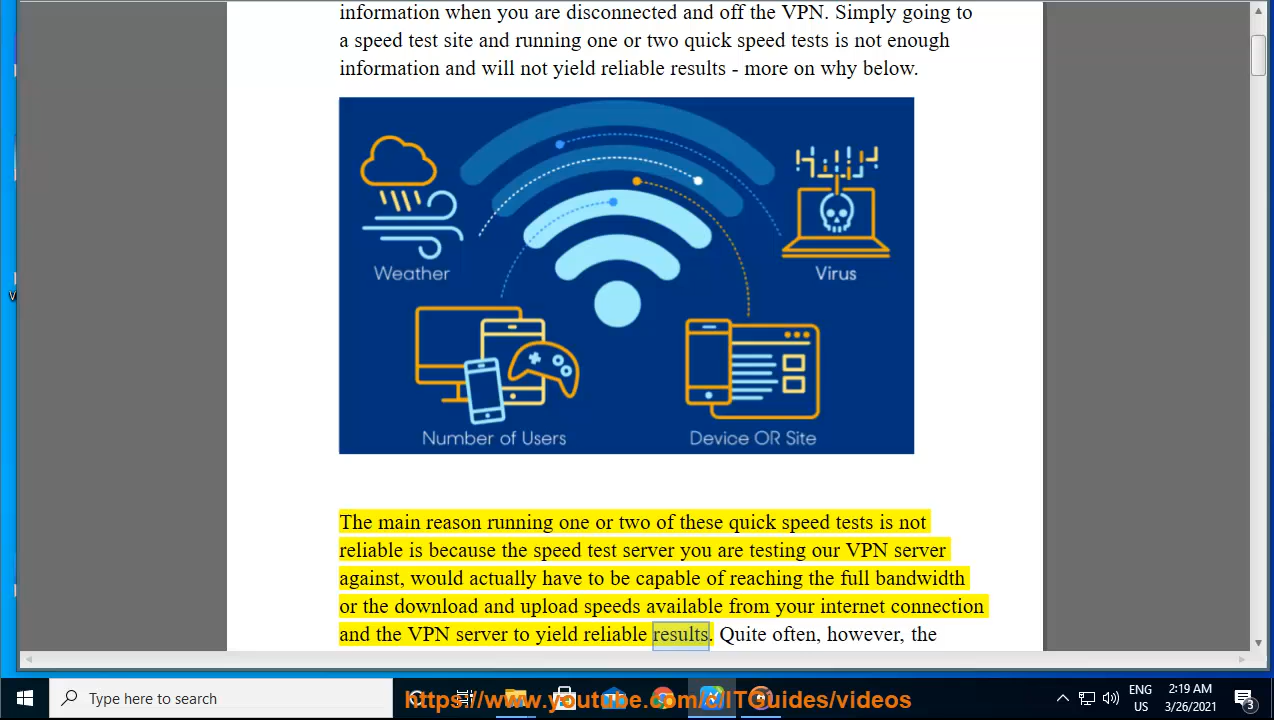 information when you are disconnected and off the VPN. Simply going to
a speed test site and running one or two quick speed tests is not enough
information and will not yield reliable results - more on why below.
Weather
Virus
Number of Users
Device OR Site
The main reason running one or two of these quick speed tests is not
reliable is because the speed test server you are testing our VPN server
against, would actually have to be capable of reaching the full bandwidth
or the download and upload speeds available from your internet connection
and the VPN server to yield reliable results. Quite often, however, the
V
Type here to search
https://www.youtube.com/c/ITGuides/videos
ENG
US
2:19 AM
3/26/2021
3